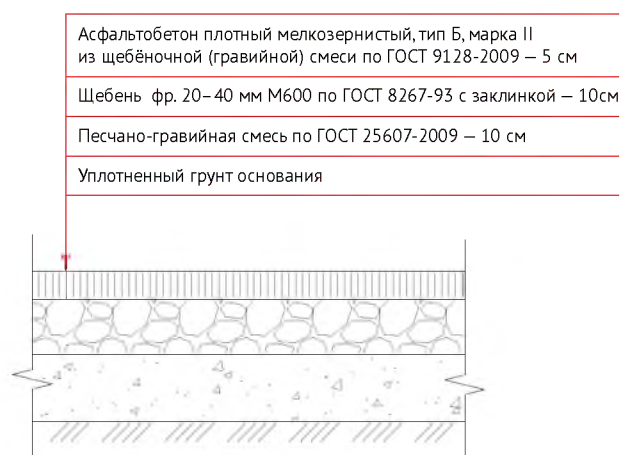 Асфальтобетон плотный мелкозернистый, тип Б, марка II
из щебёночной (гравийной) смеси по ГОСТ 9128-2009 — 5 см
Щебень фр. 20–40 мм М600 по ГОСТ 8267-93 с заклинкой — 10см
Песчано-гравийная смесь по ГОСТ 25607-2009 — 10 см
Уплотненный грунт основания